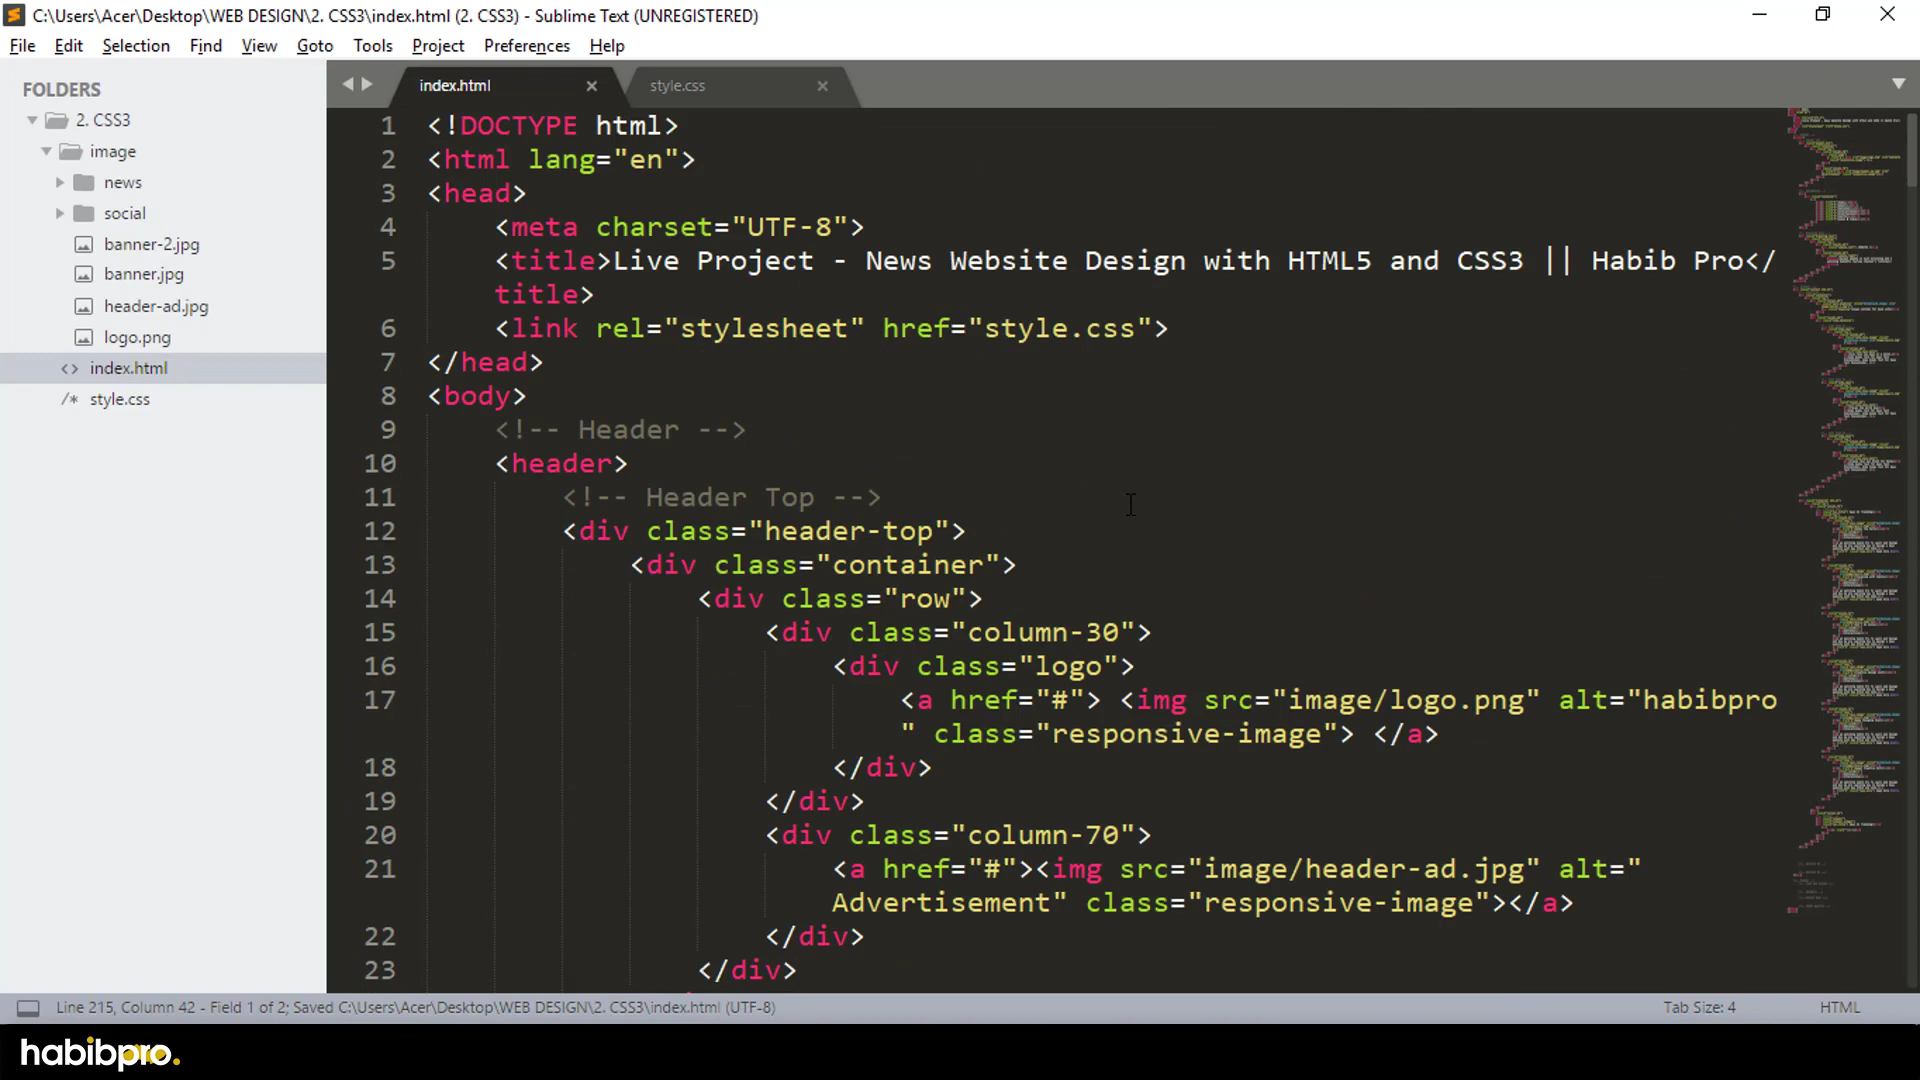 C:\Users\Acer\Desktop\WEB DESIGN\2. CSS3\index.html (2. CSS3) - Sublime Text (UNREGISTERED)
File Edit Selection Find View Goto Tools Project Preferences Help
FOLDERS
2. CSS3
image
news
social
banner-2.jpg
banner.jpg
header-ad.jpg
logo.png
<> index.html
/* style.css
index.html style.css
1 <!DOCTYPE html>
2 <html lang="en">
3 <head>
4 <meta charset="UTF-8">
5 <title>Live Project - News Website Design with HTML5 and CSS3 || Habib Pro</
title>
6 <link rel="stylesheet" href="style.css">
7 </head>
8 <body>
9 <!-- Header -->
10 <header>
11 <!-- Header Top -->
12 <div class="header-top">
13 <div class="container">
14 <div class="row">
15 <div class="column-30">
16 <div class="logo">
17 <a href="#"> <img src="image/logo.png" alt="habibpro
" class="responsive-image"> </a>
18 </div>
19 </div>
20 <div class="column-70">
21 <a href="#"><img src="image/header-ad.jpg" alt="
Advertisement" class="responsive-image"></a>
22 </div>
23 </div>
Line 215, Column 42 - Field 1 of 2; Saved C:\Users\Acer\Desktop\WEB DESIGN\2. CSS3\index.html (UTF-8) Tab Size: 4 HTML
habibpro.